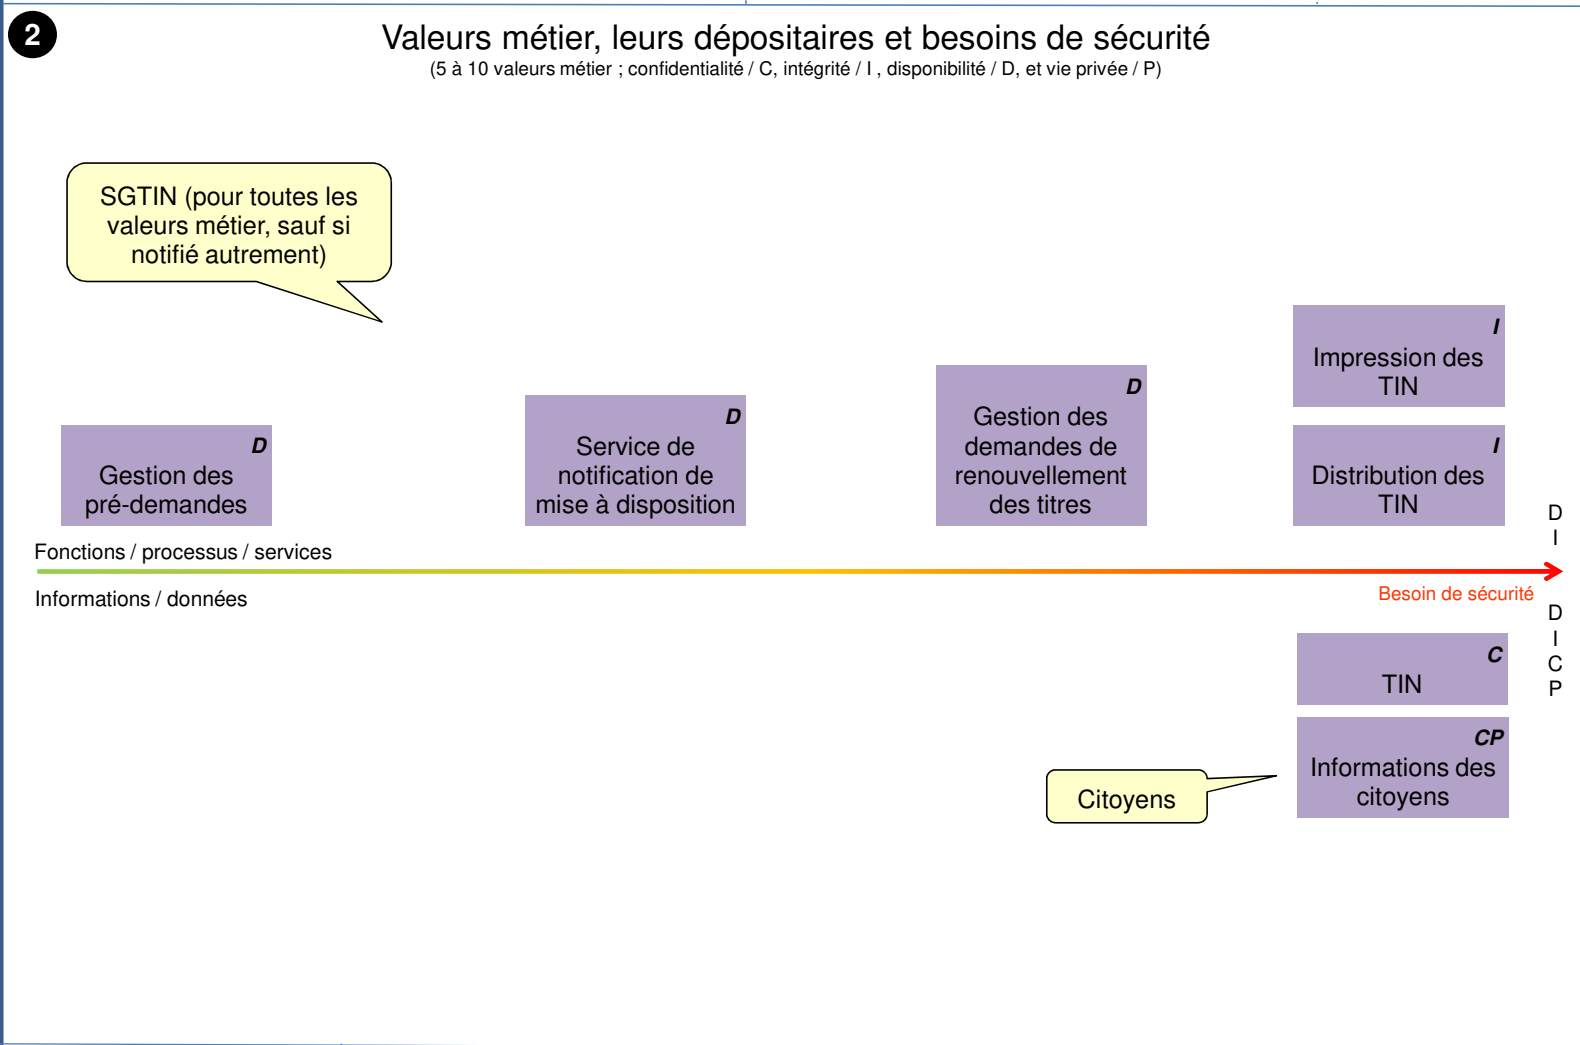 2
Valeurs métier, leurs dépositaires et besoins de sécurité
(5 à 10 valeurs métier ; confidentialité / C, intégrité / I , disponibilité / D, et vie privée / P)
SGTIN (pour toutes les
valeurs métier, sauf si
notifié autrement)
D
Gestion des
pré-demandes
D
Service de
notification de
mise à disposition
D
Gestion des
demandes de
renouvellement
des titres
I
Impression des
TIN
I
Distribution des
TIN
D
I
Fonctions / processus / services
Informations / données
Besoin de sécurité
D
I
C
P
C
TIN
CP
Informations des
citoyens
Citoyens